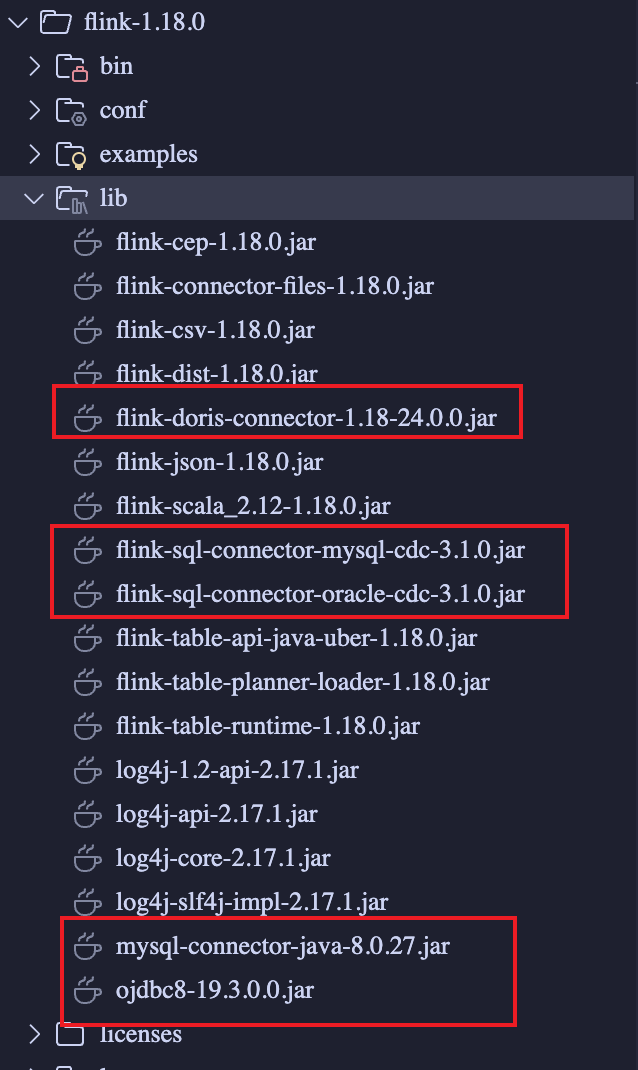 flink-1.18.0
bin
conf
examples
lib
flink-cep-1.18.0.jar
flink-connector-files-1.18.0.jar
flink-csv-1.18.0.jar
flink-dist-1.18.0.jar
flink-doris-connector-1.18-24.0.0.jar
flink-json-1.18.0.jar
flink-scala_2.12-1.18.0.jar
flink-sql-connector-mysql-cdc-3.1.0.jar
flink-sql-connector-oracle-cdc-3.1.0.jar
flink-table-api-java-uber-1.18.0.jar
flink-table-planner-loader-1.18.0.jar
flink-table-runtime-1.18.0.jar
log4j-1.2-api-2.17.1.jar
log4j-api-2.17.1.jar
log4j-core-2.17.1.jar
log4j-slf4j-impl-2.17.1.jar
mysql-connector-java-8.0.27.jar
ojdbc8-19.3.0.0.jar
licenses